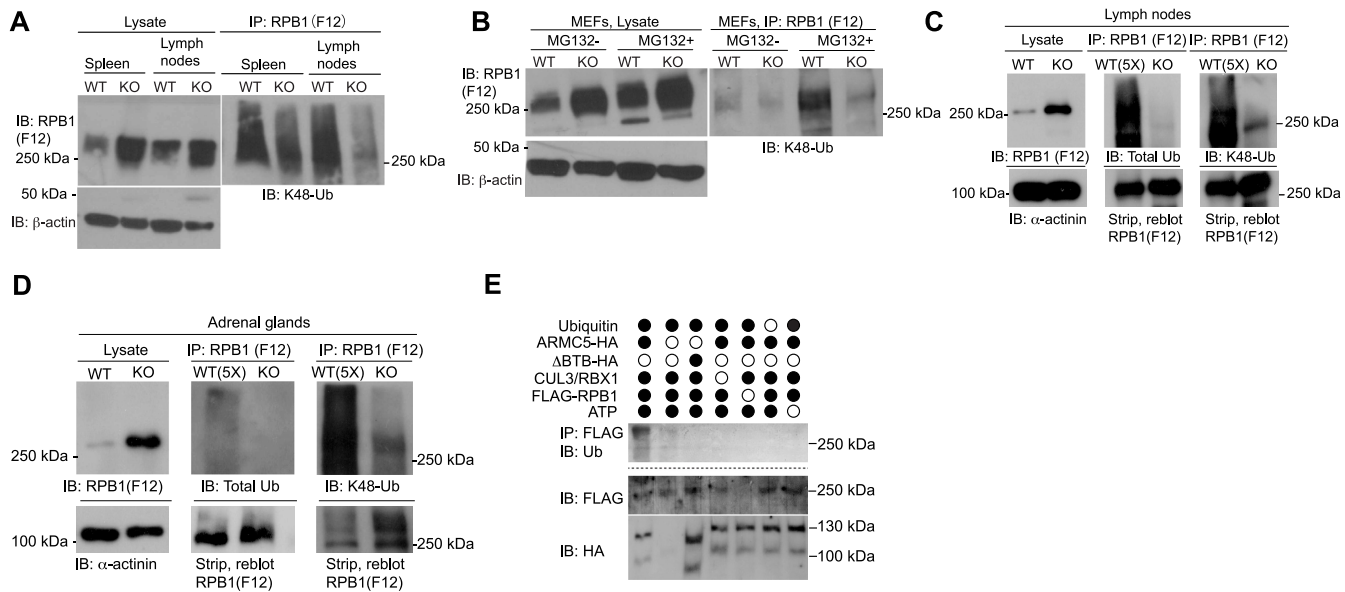 A
Lysate
IP: RPB1 (F12)
Spleen
Lymph
nodes
Spleen
Lymph
nodes
WT KO WT KO WT KO WT KO
IB: RPB1
(F12)
250 kDa
250 kDa
IB: K48-Ub
50 kDa
IB: β-actin
B
MEFs, Lysate
MEFs, IP: RPB1 (F12)
MG132- MG132+ MG132- MG132+
WT KO WT KO WT KO WT KO
IB: RPB1
(F12)
250 kDa
250 kDa
IB: K48-Ub
50 kDa
IB: β-actin
C
Lymph nodes
Lysate
IP: RPB1 (F12)
IP: RPB1 (F12)
WT KO WT(5X) KO WT(5X) KO
250 kDa
250 kDa
IB: RPB1 (F12)
IB: Total Ub
IB: K48-Ub
100 kDa
250 kDa
IB: α-actinin
Strip, reblot
RPB1(F12)
Strip, reblot
RPB1(F12)
D
Adrenal glands
Lysate
IP: RPB1 (F12)
IP: RPB1 (F12)
WT KO WT(5X) KO WT(5X) KO
250 kDa
250 kDa
IB: RPB1(F12)
IB: Total Ub
IB: K48-Ub
100 kDa
250 kDa
IB: α-actinin
Strip, reblot
RPB1(F12)
Strip, reblot
RPB1(F12)
E
Ubiquitin
ARMC5-HA
ΔBTB-HA
CUL3/RBX1
FLAG-RPB1
ATP
IP: FLAG
IB: Ub
250 kDa
IB: FLAG
250 kDa
130 kDa
IB: HA
100 kDa